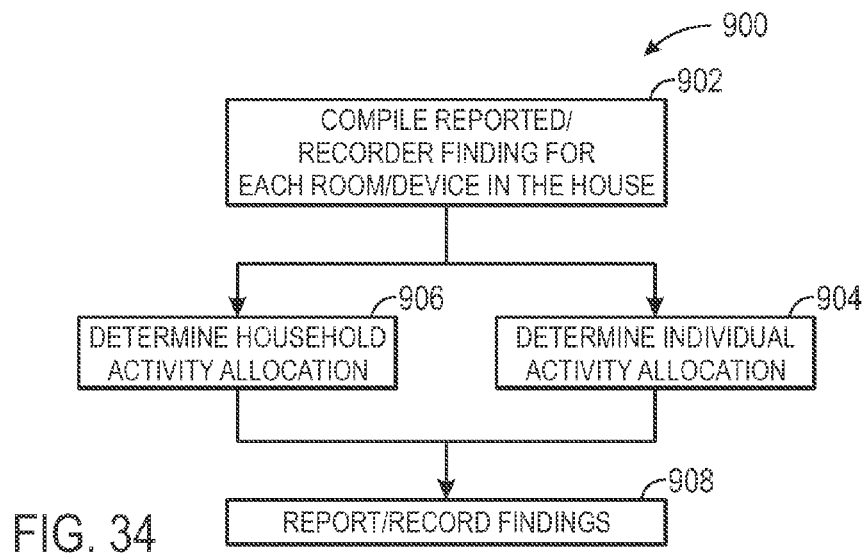 900
902
COMPILE REPORTED/
RECORDER FINDING FOR
EACH ROOM/DEVICE IN THE HOUSE
906
DETERMINE HOUSEHOLD
ACTIVITY ALLOCATION
904
DETERMINE INDIVIDUAL
ACTIVITY ALLOCATION
908
REPORT/RECORD FINDINGS
FIG. 34